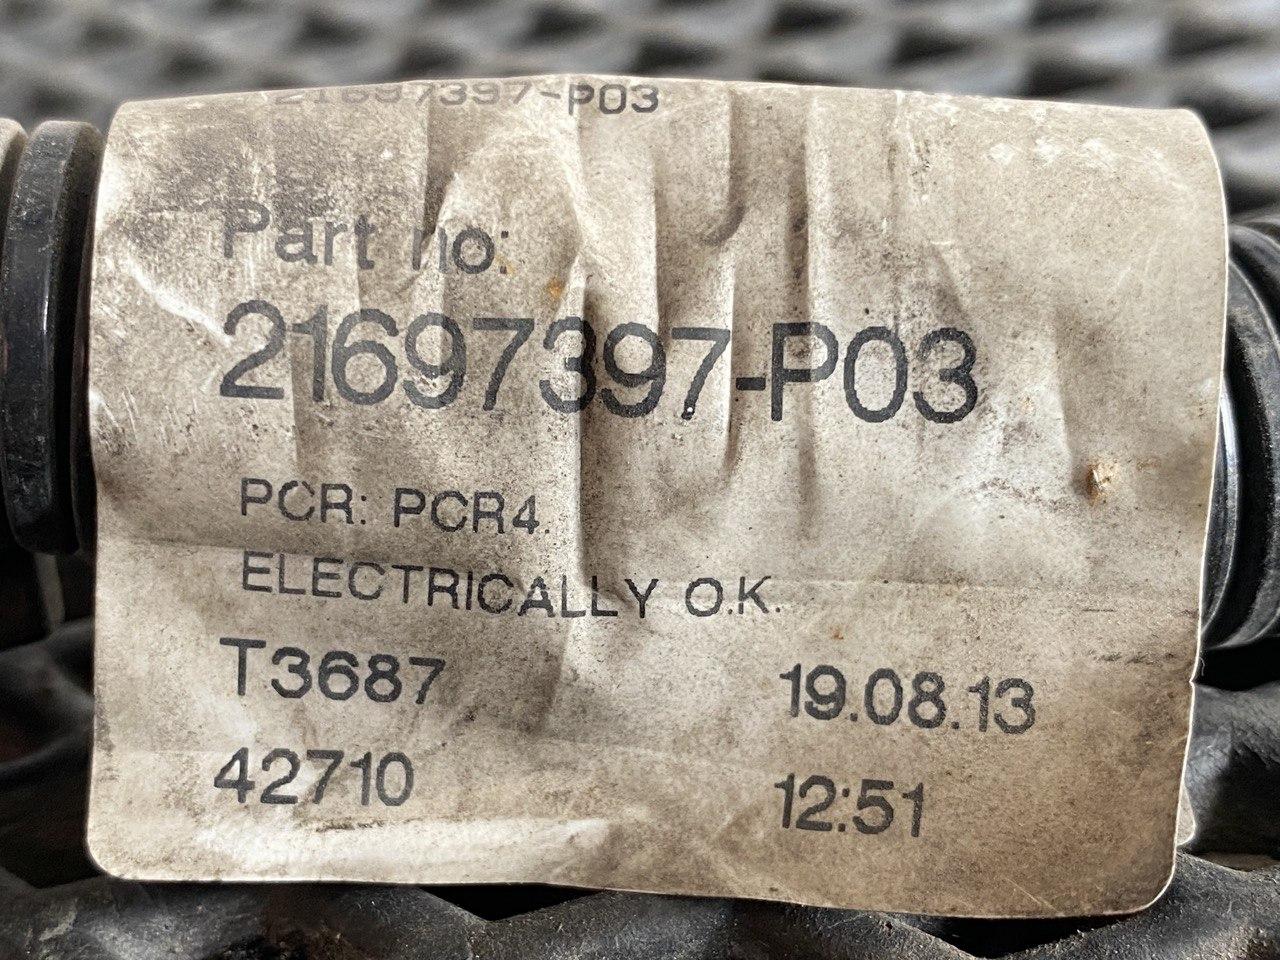 21697397-P03
Part no:
21697397-P03
PCR: PCR4.
ELECTRICALLY O.K.
T3687 19.08.13
42710 12:51